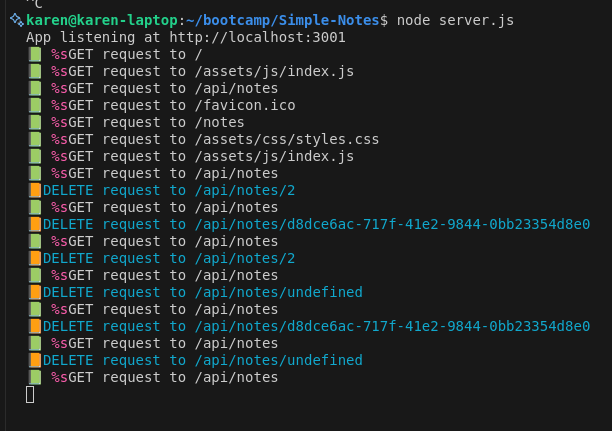 ^C
karen@karen-laptop:~/bootcamp/Simple-Notes$ node server.js
App listening at http://localhost:3001
📗 %sGET request to /
📗 %sGET request to /assets/js/index.js
📗 %sGET request to /api/notes
📗 %sGET request to /favicon.ico
📗 %sGET request to /notes
📗 %sGET request to /assets/css/styles.css
📗 %sGET request to /assets/js/index.js
📗 %sGET request to /api/notes
📙DELETE request to /api/notes/2
📗 %sGET request to /api/notes
📙DELETE request to /api/notes/d8dce6ac-717f-41e2-9844-0bb23354d8e0
📗 %sGET request to /api/notes
📙DELETE request to /api/notes/2
📗 %sGET request to /api/notes
📙DELETE request to /api/notes/undefined
📗 %sGET request to /api/notes
📙DELETE request to /api/notes/d8dce6ac-717f-41e2-9844-0bb23354d8e0
📗 %sGET request to /api/notes
📙DELETE request to /api/notes/undefined
📗 %sGET request to /api/notes